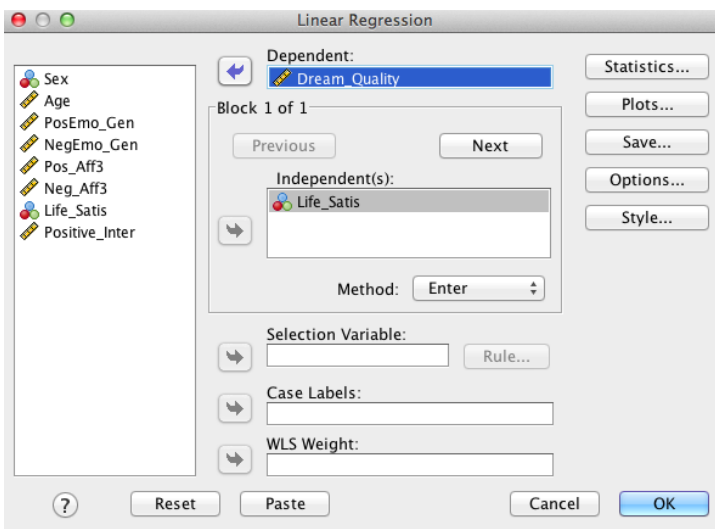 Linear Regression
Sex
Age
PosEmo_Gen
NegEmo_Gen
Pos_Aff3
Neg_Aff3
Life_Satis
Positive_Inter
Dependent:
Dream_Quality
Block 1 of 1
Previous Next
Independent(s):
Life_Satis
Method: Enter
Selection Variable:
Rule...
Case Labels:
WLS Weight:
Statistics...
Plots...
Save...
Options...
Style...
? Reset Paste Cancel OK